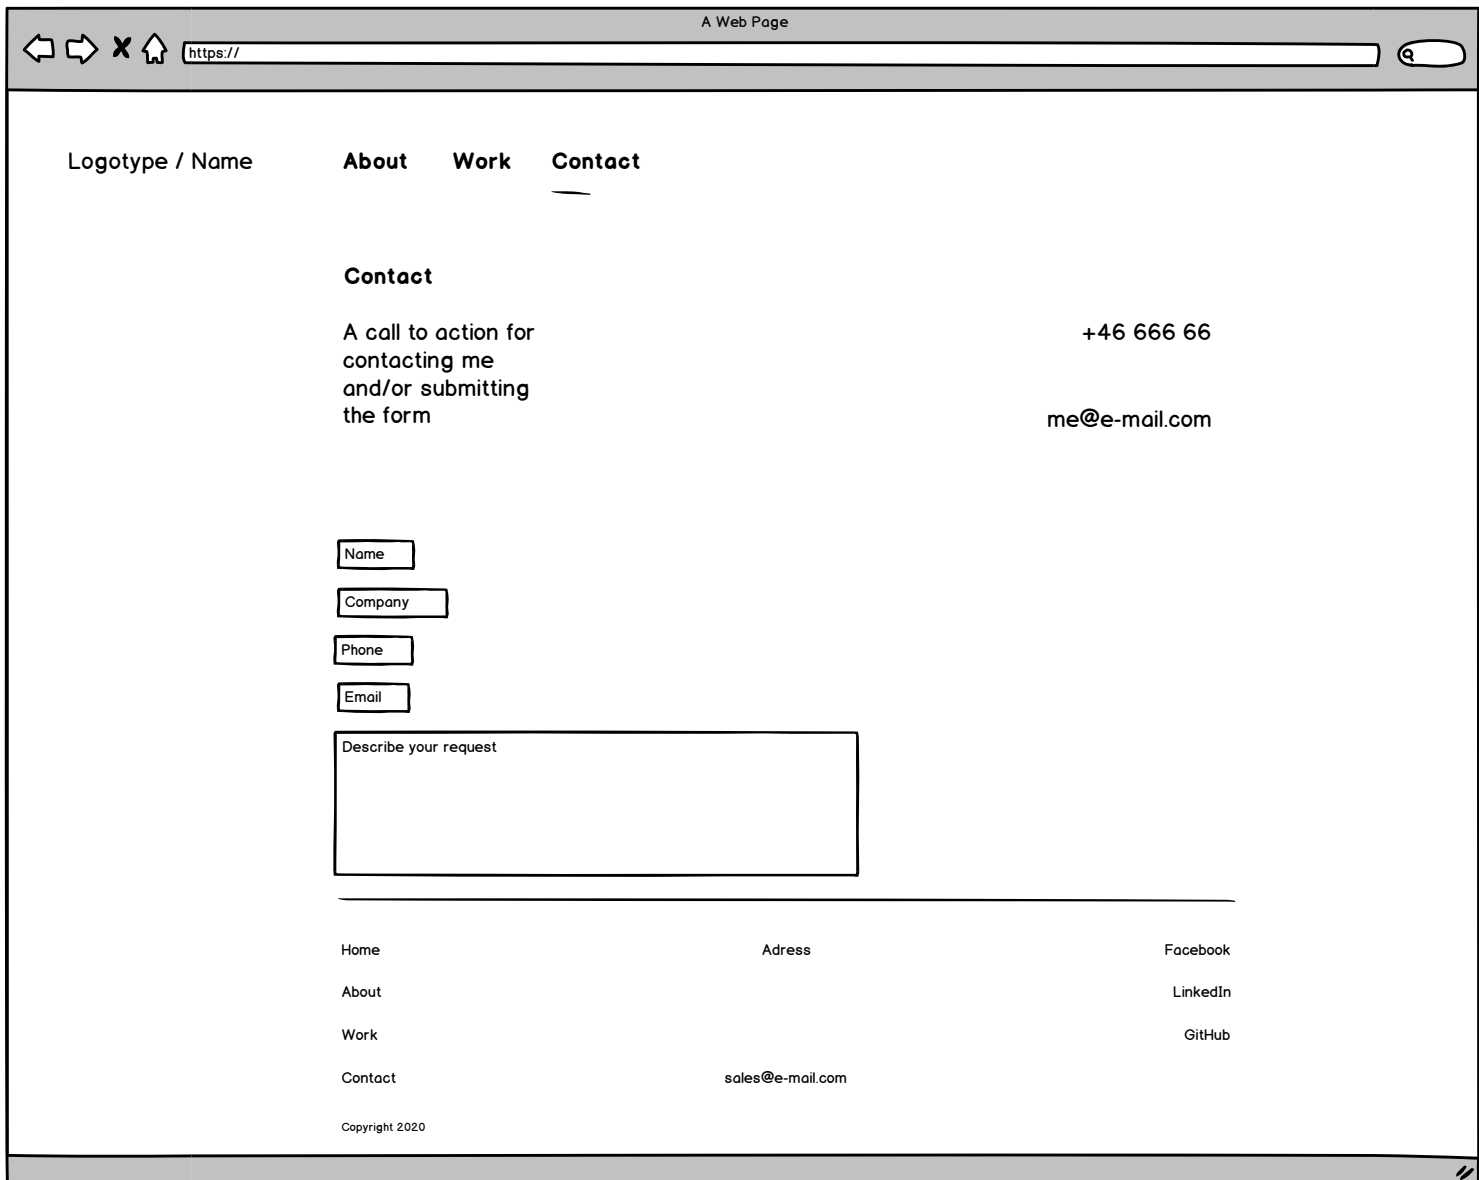 A Web Page
https://
Logotype / Name
About Work Contact
Contact
A call to action for
contacting me
and/or submitting
the form
+46 666 66
me@e-mail.com
Name
Company
Phone
Email
Describe your request
Home Adress Facebook
About LinkedIn
Work GitHub
Contact sales@e-mail.com
Copyright 2020